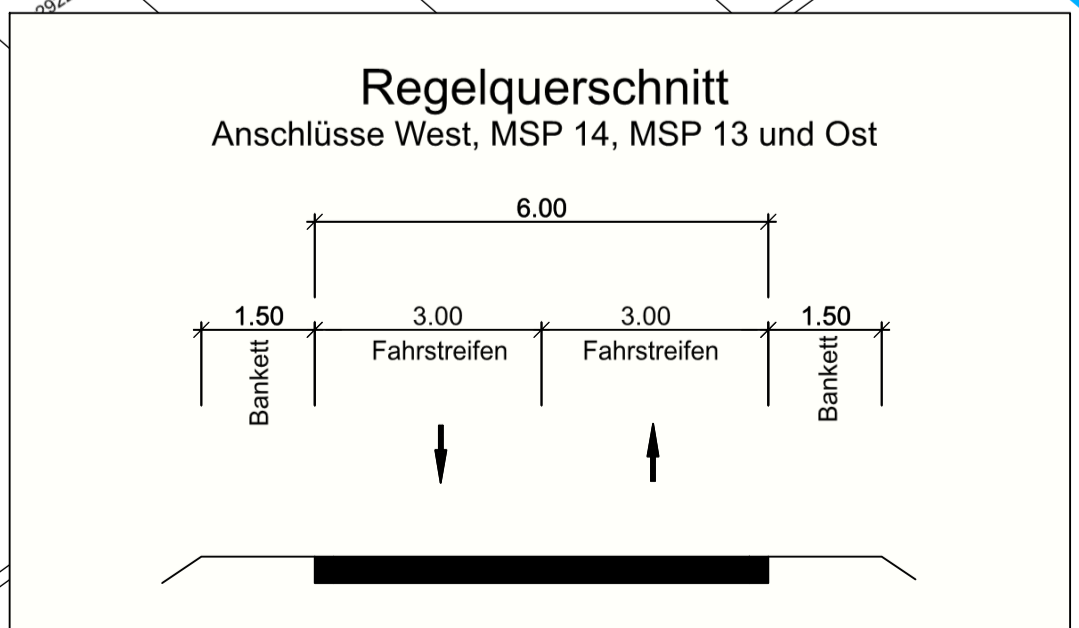 Regelquerschnitt
Anschlüsse West, MSP 14, MSP 13 und Ost
6.00
1.50 3.00 3.00 1.50
Bankett Fahrstreifen Fahrstreifen Bankett